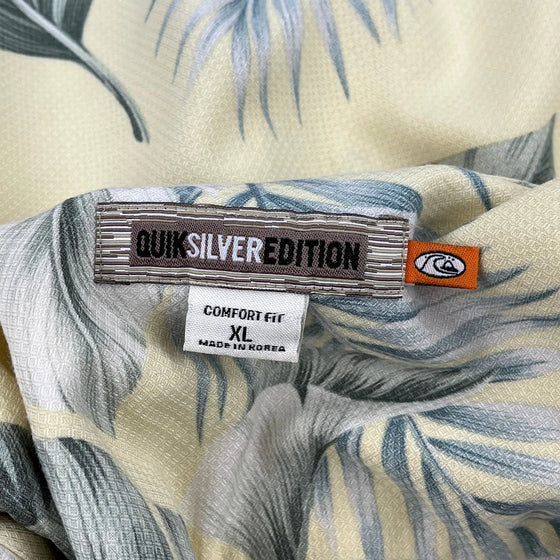 QUIKSILVEREDITION
COMFORT FIT
XL
MADE IN KOREA